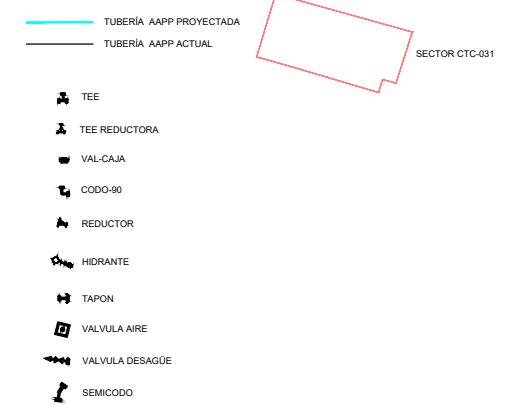 TUBERÍA AAPP PROYECTADA
TUBERÍA AAPP ACTUAL
SECTOR CTC-031
TEE
TEE REDUCTORA
VAL-CAJA
CODO-90
REDUCTOR
HIDRANTE
TAPON
VALVULA AIRE
VALVULA DESAGÜE
SEMICODO